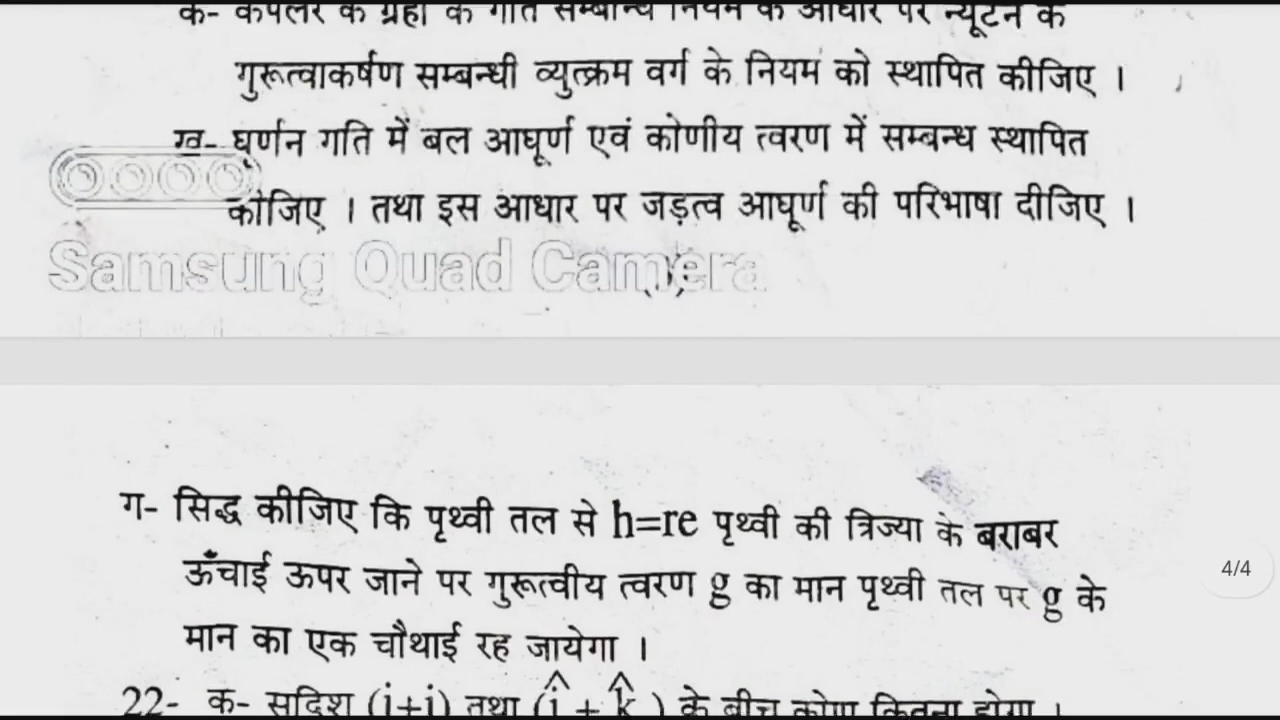 क- केपलर के ग्रहों के गति सम्बन्धि नियम के आधार पर न्यूटन के
गुरूत्वाकर्षण सम्बन्धी व्युत्क्रम वर्ग के नियम को स्थापित कीजिए ।
ख- घूर्णन गति में बल आघूर्ण एवं कोणीय त्वरण में सम्बन्ध स्थापित
कीजिए । तथा इस आधार पर जड़त्व आघूर्ण की परिभाषा दीजिए ।
Samsung Quad Camera
ग- सिद्ध कीजिए कि पृथ्वी तल से h=re पृथ्वी की त्रिज्या के बराबर
ऊँचाई ऊपर जाने पर गुरूत्वीय त्वरण g का मान पृथ्वी तल पर g के
4/4
मान का एक चौथाई रह जायेगा ।
22- क- सदिश (i+j) तथा (î + k̂ ) के बीच कोण कितना होगा ।